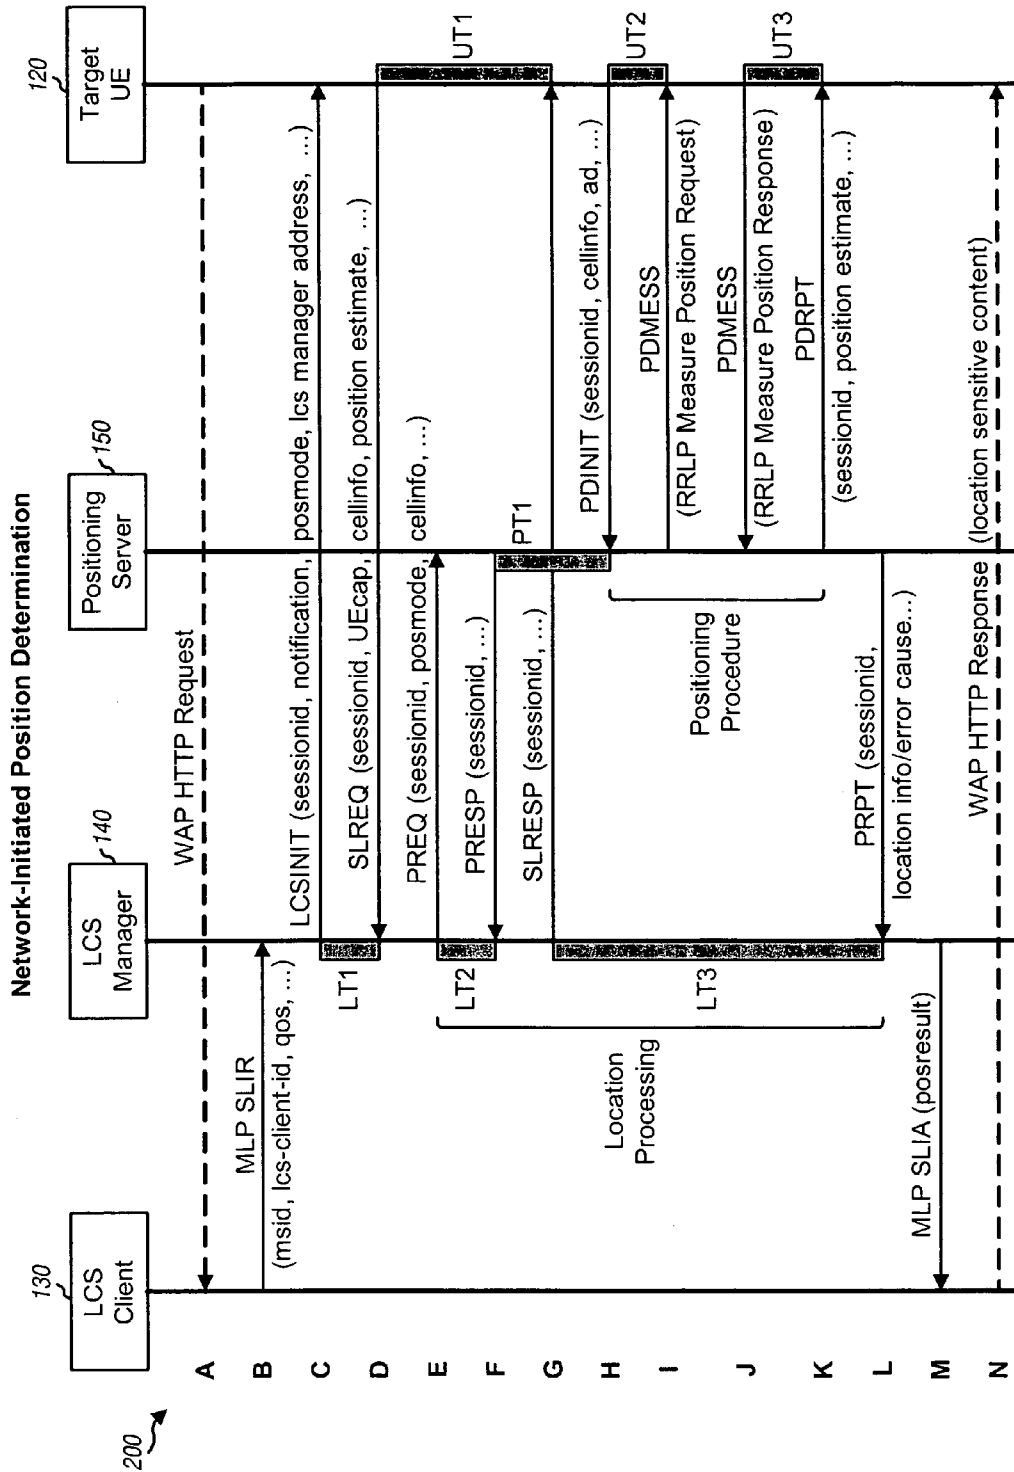 Network-Initiated Position Determination
200
130
LCS
Client
140
LCS
Manager
150
Positioning
Server
120
Target
UE
A
WAP HTTP Request
B
MLP SLIR
(msid, lcs-client-id, qos, ...)
C
LCSINIT (sessionid, notification, posmode, lcs manager address, ...)
LT1
D
SLREQ (sessionid, UEcap, cellinfo, position estimate, ...)
UT1
E
PREQ (sessionid, posmode, cellinfo, ...)
LT2
F
PRESP (sessionid, ...)
PT1
G
SLRESP (sessionid, ...)
LT3
Location
Processing
H
PDINIT (sessionid, cellinfo, ad, ...)
UT2
I
PDMESS
(RRLP Measure Position Request)
Positioning
Procedure
J
PDMESS
(RRLP Measure Position Response)
UT3
K
PDRPT
(sessionid, position estimate, ...)
L
PRPT (sessionid,
location info/error cause...)
M
MLP SLIA (posresult)
N
WAP HTTP Response (location sensitive content)